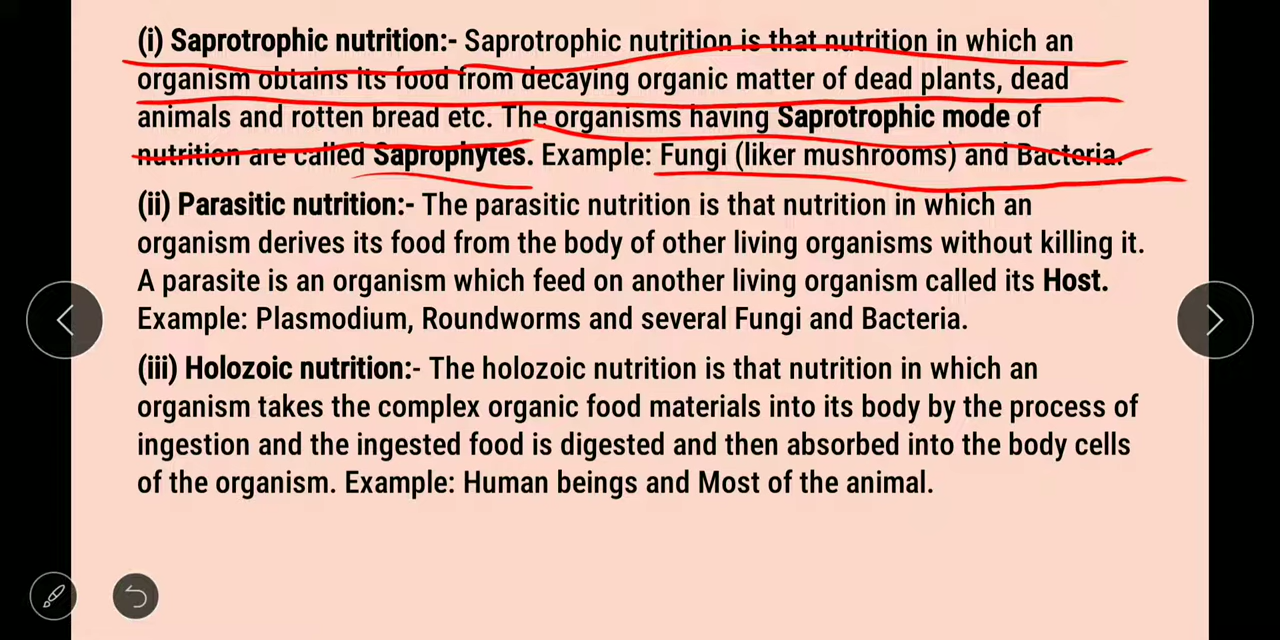 (i) Saprotrophic nutrition:- Saprotrophic nutrition is that nutrition in which an
organism obtains its food from decaying organic matter of dead plants, dead
animals and rotten bread etc. The organisms having Saprotrophic mode of
nutrition are called Saprophytes. Example: Fungi (liker mushrooms) and Bacteria.
(ii) Parasitic nutrition:- The parasitic nutrition is that nutrition in which an
organism derives its food from the body of other living organisms without killing it.
A parasite is an organism which feed on another living organism called its Host.
Example: Plasmodium, Roundworms and several Fungi and Bacteria.
(iii) Holozoic nutrition:- The holozoic nutrition is that nutrition in which an
organism takes the complex organic food materials into its body by the process of
ingestion and the ingested food is digested and then absorbed into the body cells
of the organism. Example: Human beings and Most of the animal.